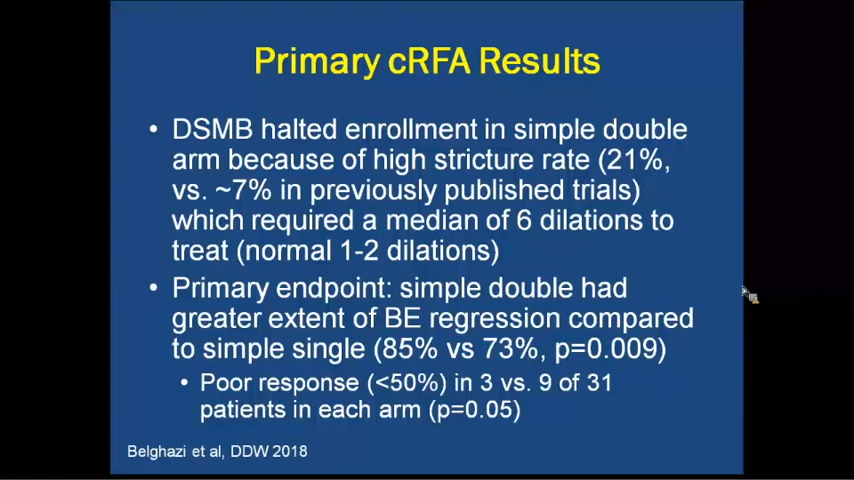 Primary cRFA Results
• DSMB halted enrollment in simple double
arm because of high stricture rate (21%,
vs. ~7% in previously published trials)
which required a median of 6 dilations to
treat (normal 1-2 dilations)
• Primary endpoint: simple double had
greater extent of BE regression compared
to simple single (85% vs 73%, p=0.009)
• Poor response (<50%) in 3 vs. 9 of 31
patients in each arm (p=0.05)
Belghazi et al, DDW 2018